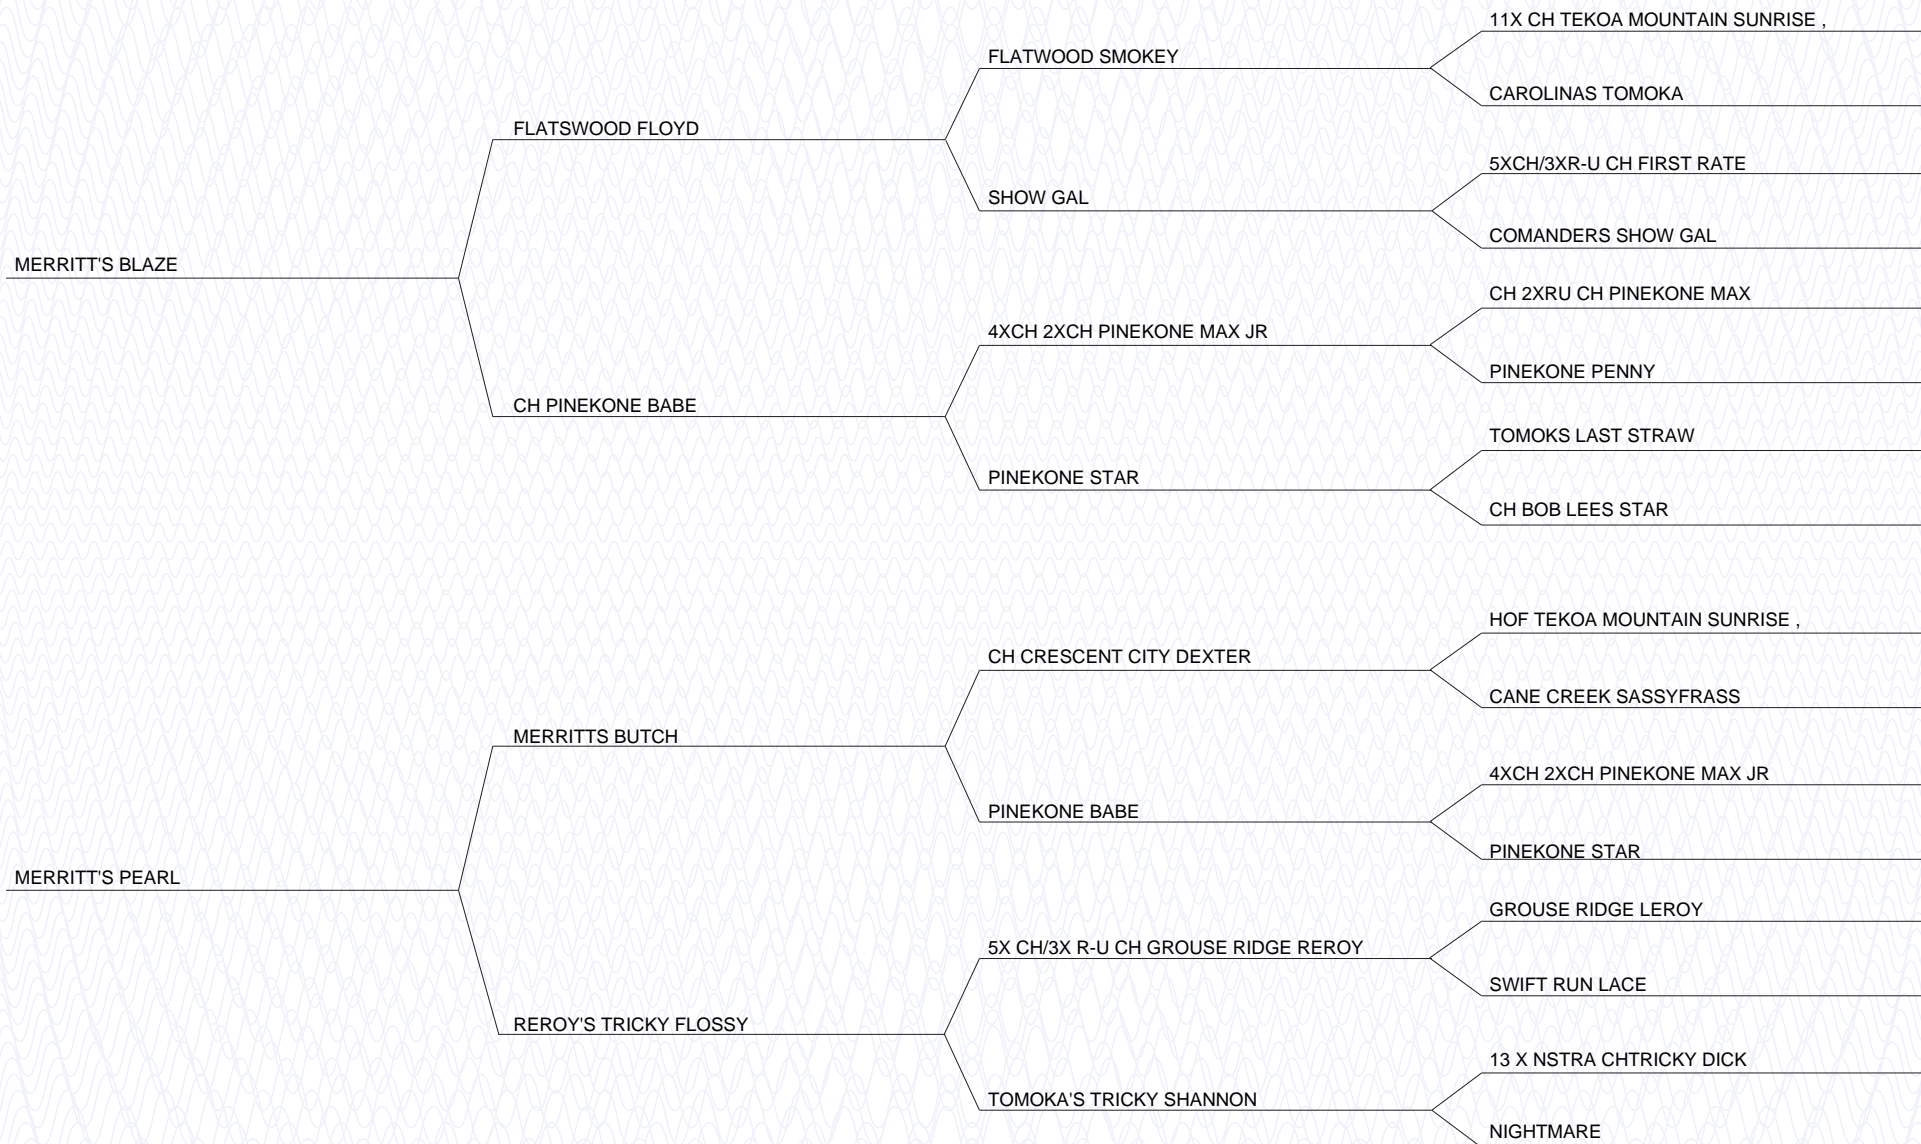 11X CH TEKOA MOUNTAIN SUNRISE ,
FLATWOOD SMOKEY
CAROLINAS TOMOKA
FLATSWOOD FLOYD
5XCH/3XR-U CH FIRST RATE
SHOW GAL
COMANDERS SHOW GAL
MERRITT'S BLAZE
CH 2XRU CH PINEKONE MAX
4XCH 2XCH PINEKONE MAX JR
PINEKONE PENNY
CH PINEKONE BABE
TOMOKS LAST STRAW
PINEKONE STAR
CH BOB LEES STAR
HOF TEKOA MOUNTAIN SUNRISE ,
CH CRESCENT CITY DEXTER
CANE CREEK SASSYFRASS
MERRITTS BUTCH
4XCH 2XCH PINEKONE MAX JR
PINEKONE BABE
PINEKONE STAR
MERRITT'S PEARL
GROUSE RIDGE LEROY
5X CH/3X R-U CH GROUSE RIDGE REROY
SWIFT RUN LACE
REROY'S TRICKY FLOSSY
13 X NSTRA CHTRICKY DICK
TOMOKA'S TRICKY SHANNON
NIGHTMARE